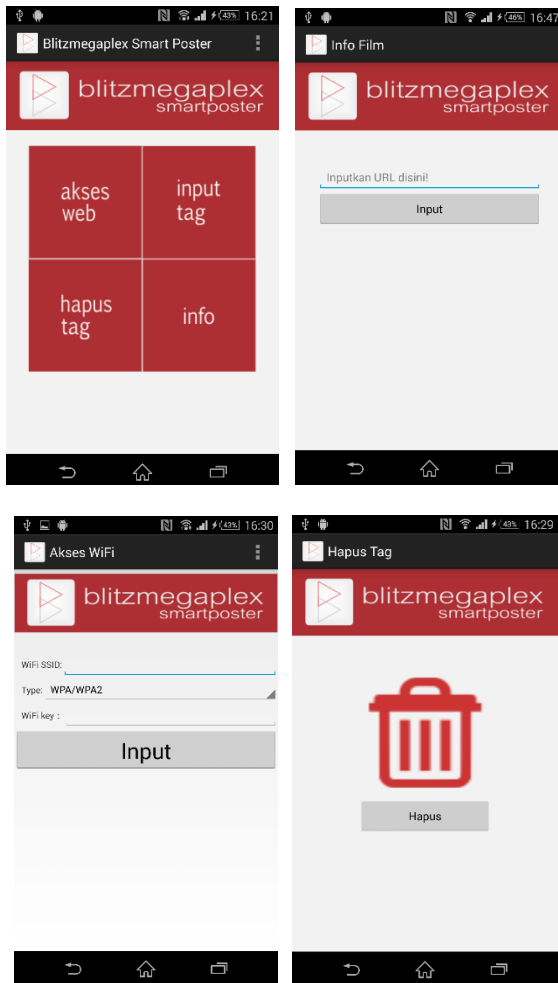 43% 16:21
Blitzmegaplex Smart Poster
blitzmegaplex
smartposter
akses
web
input
tag
hapus
tag
info
46% 16:47
Info Film
blitzmegaplex
smartposter
Inputkan URL disini!
Input
43% 16:30
Akses WiFi
blitzmegaplex
smartposter
WiFi SSID:
Type: WPA/WPA2
WiFi key :
Input
43% 16:29
Hapus Tag
blitzmegaplex
smartposter
Hapus